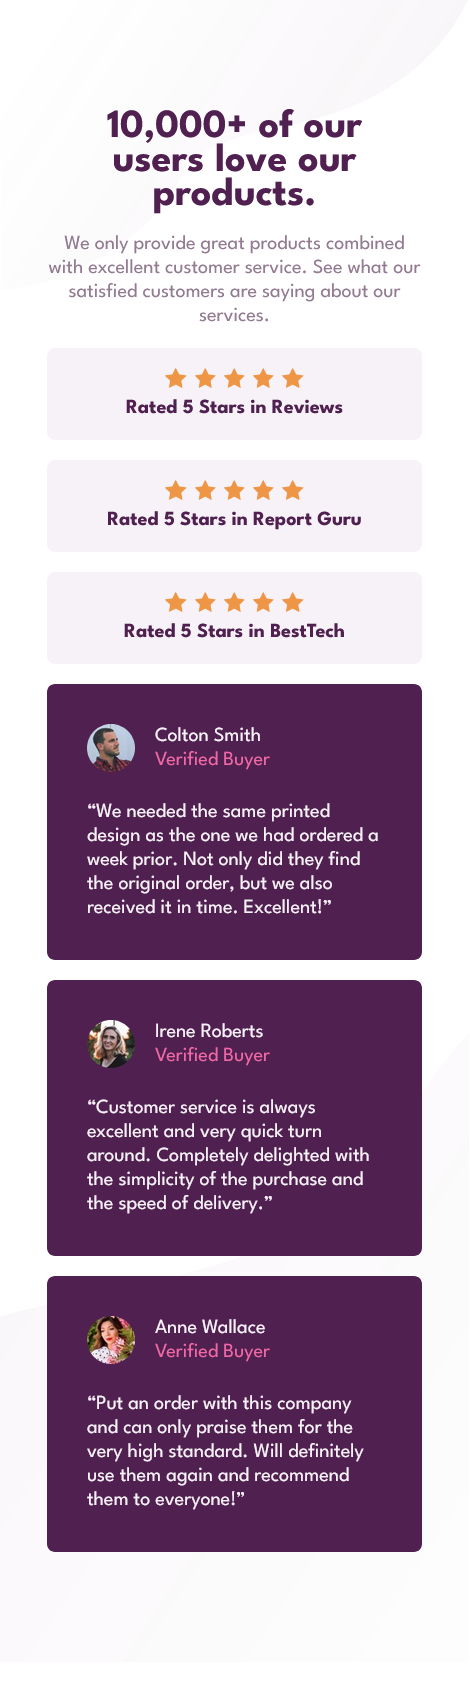 10,000+ of our
users love our
products.
We only provide great products combined
with excellent customer service. See what our
satisfied customers are saying about our
services.
Rated 5 Stars in Reviews
Rated 5 Stars in Report Guru
Rated 5 Stars in BestTech
Colton Smith
Verified Buyer
“We needed the same printed
design as the one we had ordered a
week prior. Not only did they find
the original order, but we also
received it in time. Excellent!”
Irene Roberts
Verified Buyer
“Customer service is always
excellent and very quick turn
around. Completely delighted with
the simplicity of the purchase and
the speed of delivery.”
Anne Wallace
Verified Buyer
“Put an order with this company
and can only praise them for the
very high standard. Will definitely
use them again and recommend
them to everyone!”